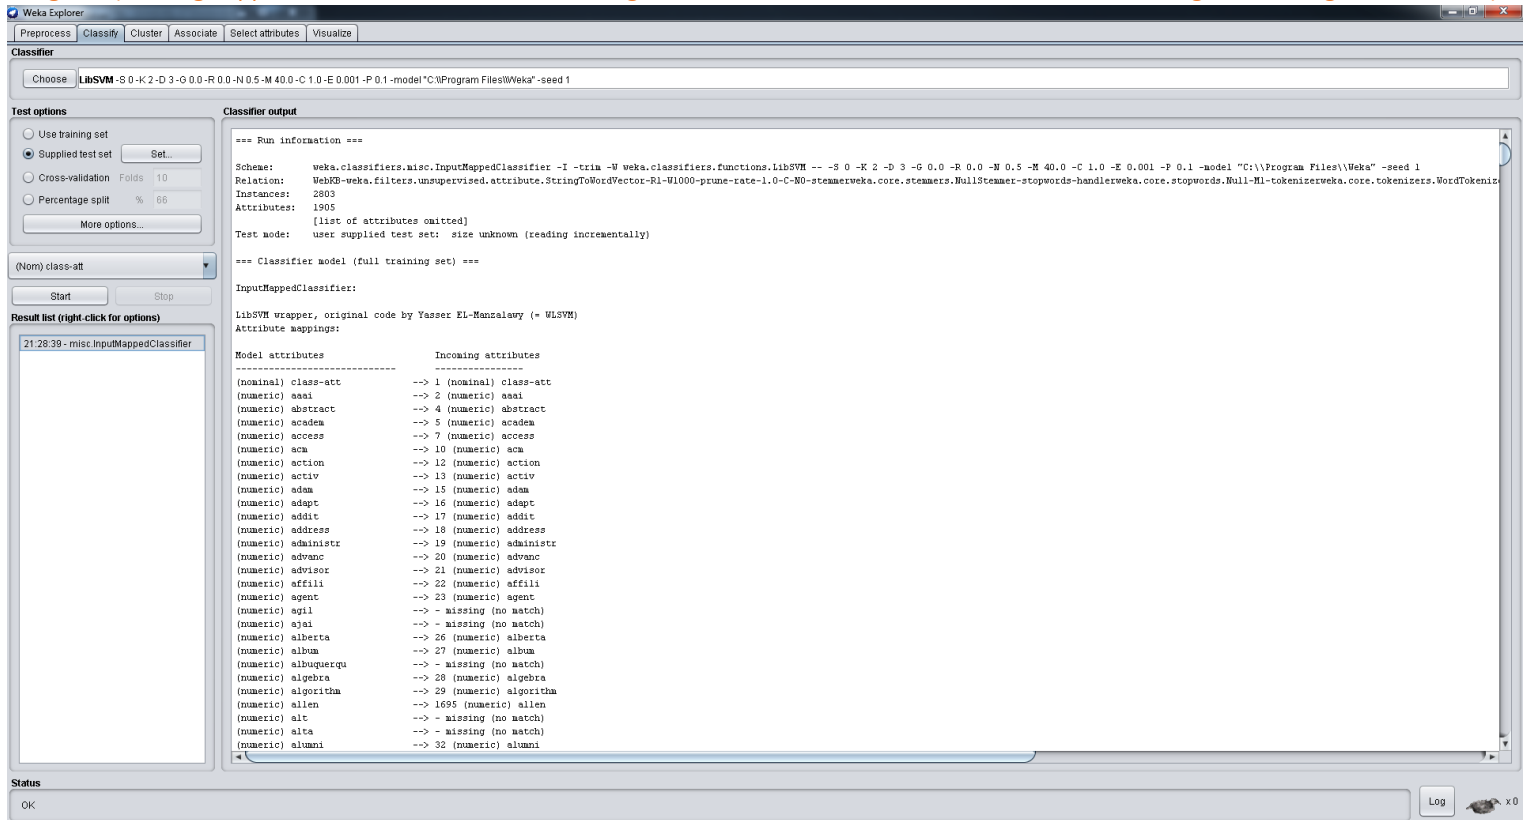 Weka Explorer
Preprocess Classify Cluster Associate Select attributes Visualize
Classifier
Choose LibSVM -S 0 -K 2 -D 3 -G 0.0 -R 0.0 -N 0.5 -M 40.0 -C 1.0 -E 0.001 -P 0.1 -model "C:\\Program Files\\Weka" -seed 1
Test options
Use training set
Supplied test set Set...
Cross-validation Folds 10
Percentage split % 66
More options...
(Nom) class-att
Start Stop
Result list (right-click for options)
21:28:39 - misc.InputMappedClassifier
Classifier output
=== Run information ===
Scheme: weka.classifiers.misc.InputMappedClassifier -I -trim -W weka.classifiers.functions.LibSVM -- -S 0 -K 2 -D 3 -G 0.0 -R 0.0 -N 0.5 -M 40.0 -C 1.0 -E 0.001 -P 0.1 -model "C:\\Program Files\\Weka" -seed 1
Relation: WebKB-weka.filters.unsupervised.attribute.StringToWordVector-R1-W1000-prune-rate-1.0-C-N0-stemmerweka.core.stemmers.NullStemmer-stopwords-handlerweka.core.stopwords.Null-M1-tokenizerweka.core.tokenizers.WordTokenize
Instances: 2803
Attributes: 1905
[list of attributes omitted]
Test mode: user supplied test set: size unknown (reading incrementally)
=== Classifier model (full training set) ===
InputMappedClassifier:
LibSVM wrapper, original code by Yasser EL-Manzalawy (= WLSVM)
Attribute mappings:
Model attributes Incoming attributes
---------------------------- ----------------
(nominal) class-att --> 1 (nominal) class-att
(numeric) aaai --> 2 (numeric) aaai
(numeric) abstract --> 4 (numeric) abstract
(numeric) academ --> 5 (numeric) academ
(numeric) access --> 7 (numeric) access
(numeric) acm --> 10 (numeric) acm
(numeric) action --> 12 (numeric) action
(numeric) activ --> 13 (numeric) activ
(numeric) adam --> 15 (numeric) adam
(numeric) adapt --> 16 (numeric) adapt
(numeric) addit --> 17 (numeric) addit
(numeric) address --> 18 (numeric) address
(numeric) administr --> 19 (numeric) administr
(numeric) advanc --> 20 (numeric) advanc
(numeric) advisor --> 21 (numeric) advisor
(numeric) affili --> 22 (numeric) affili
(numeric) agent --> 23 (numeric) agent
(numeric) agil --> - missing (no match)
(numeric) ajai --> - missing (no match)
(numeric) alberta --> 26 (numeric) alberta
(numeric) album --> 27 (numeric) album
(numeric) albuquerqu --> - missing (no match)
(numeric) algebra --> 28 (numeric) algebra
(numeric) algorithm --> 29 (numeric) algorithm
(numeric) allen --> 1695 (numeric) allen
(numeric) alt --> - missing (no match)
(numeric) alta --> - missing (no match)
(numeric) alumni --> 32 (numeric) alumni
Status
OK
Log x 0